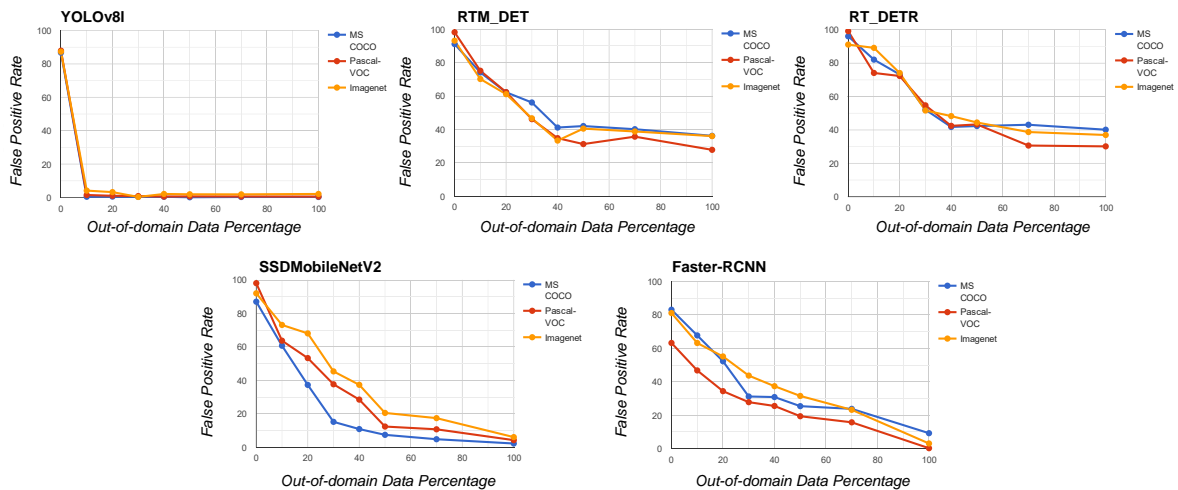 YOLOv8l
100
80
60
40
20
0
0
20
40
60
80
100
False Positive Rate
Out-of-domain Data Percentage
MS
COCO
Pascal-
VOC
Imagenet
RTM_DET
100
80
60
40
20
0
0
20
40
60
80
100
False Positive Rate
Out-of-domain Data Percentage
MS
COCO
Pascal-
VOC
Imagenet
RT_DETR
100
80
60
40
20
0
0
20
40
60
80
100
False Positive Rate
Out-of-domain Data Percentage
MS
COCO
Pascal-
VOC
Imagenet
SSDMobileNetV2
100
80
60
40
20
0
0
20
40
60
80
100
False Positive Rate
Out-of-domain Data Percentage
MS
COCO
Pascal-
VOC
Imagenet
Faster-RCNN
100
80
60
40
20
0
0
20
40
60
80
100
False Positive Rate
Out-of-domain Data Percentage
MS
COCO
Pascal-
VOC
Imagenet